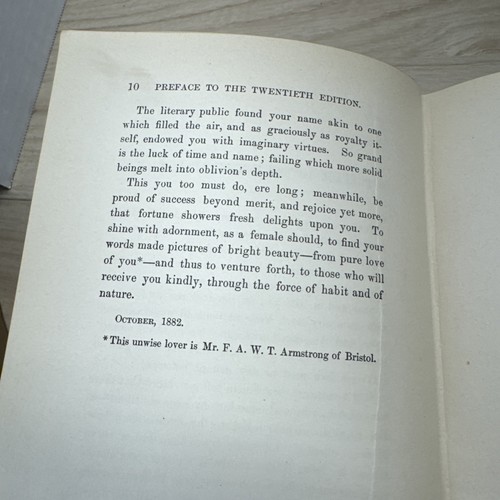 10 PREFACE TO THE TWENTIETH EDITION.
The literary public found your name akin to one
which filled the air, and as graciously as royalty it-
self, endowed you with imaginary virtues. So grand
is the luck of time and name; failing which more solid
beings melt into oblivion's depth.
This you too must do, ere long; meanwhile, be
proud of success beyond merit, and rejoice yet more,
that fortune showers fresh delights upon you. To
shine with adornment, as a female should, to find your
words made pictures of bright beauty—from pure love
of you*—and thus to venture forth, to those who will
receive you kindly, through the force of habit and of
nature.
OCTOBER, 1882.
*This unwise lover is Mr. F. A. W. T. Armstrong of Bristol.